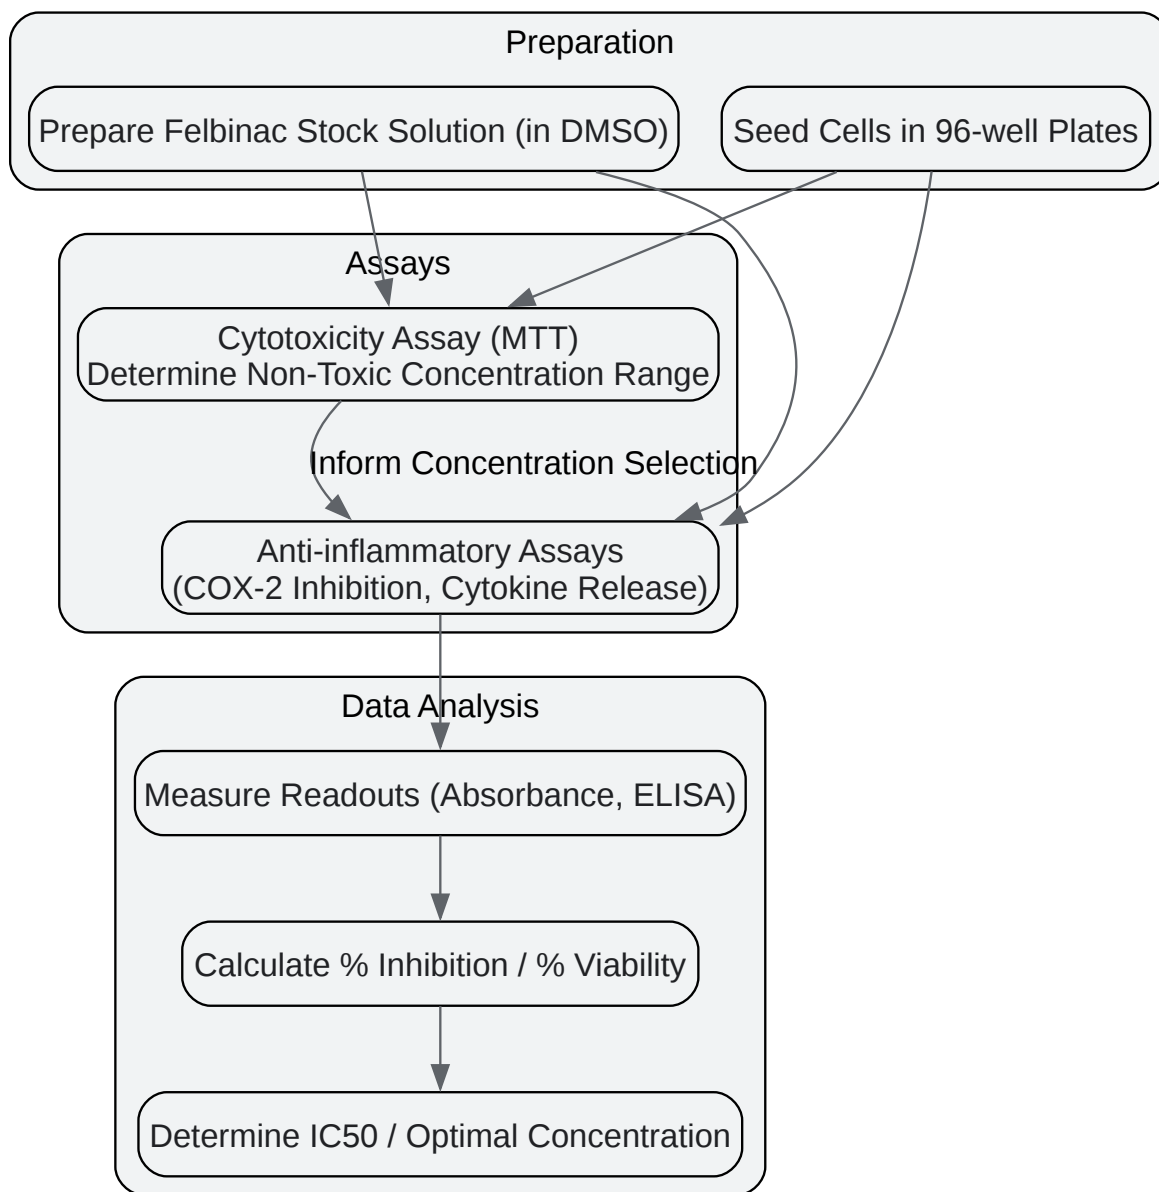 Preparation
Prepare Felbinac Stock Solution (in DMSO)
Seed Cells in 96-well Plates
Assays
Cytotoxicity Assay (MTT)
Determine Non-Toxic Concentration Range
Inform Concentration Selection
Anti-inflammatory Assays
(COX-2 Inhibition, Cytokine Release)
Data Analysis
Measure Readouts (Absorbance, ELISA)
Calculate % Inhibition / % Viability
Determine IC50 / Optimal Concentration